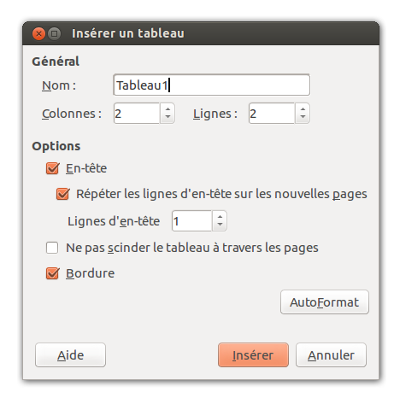 Insérer un tableau
Général
Nom : Tableau1
Colonnes : 2 Lignes : 2
Options
En-tête
Répéter les lignes d'en-tête sur les nouvelles pages
Lignes d'en-tête 1
Ne pas scinder le tableau à travers les pages
Bordure
AutoFormat
Aide Insérer Annuler